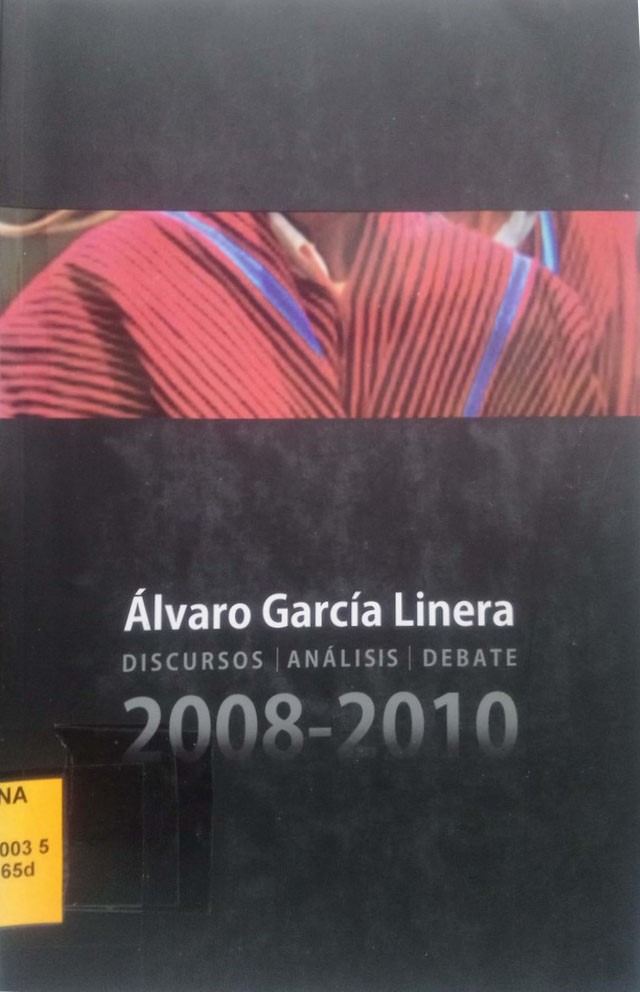 Álvaro García Linera
DISCURSOS | ANÁLISIS | DEBATE
2008-2010
NA
003 5
65d